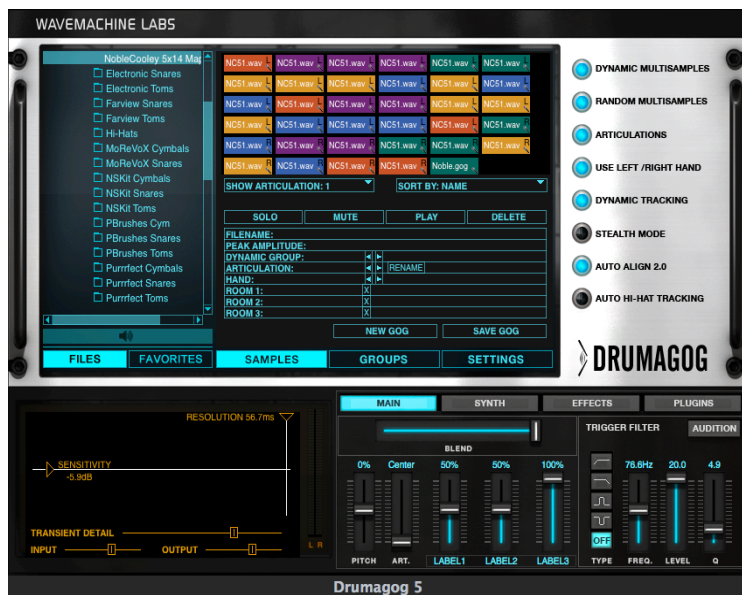 WAVEMACHINE LABS
NobleCooley 5x14 Map
Electronic Snares
Electronic Toms
Farview Snares
Farview Toms
Hi-Hats
MoReVoX Cymbals
MoReVoX Snares
NSKit Cymbals
NSKit Snares
NSKit Toms
PBrushes Cym
PBrushes Snares
PBrushes Toms
Purrrfect Cymbals
Purrrfect Snares
Purrrfect Toms
FILES FAVORITES
NC51.wav L NC51.wav L NC51.wav L NC51.wav L NC51.wav L NC51.wav L
NC51.wav L NC51.wav L NC51.wav L NC51.wav L NC51.wav L NC51.wav L
NC51.wav L NC51.wav L NC51.wav L NC51.wav L NC51.wav L NC51.wav L
NC51.wav L NC51.wav L NC51.wav L NC51.wav L NC51.wav L NC51.wav R
NC51.wav R NC51.wav R NC51.wav R NC51.wav R NC51.wav R NC51.wav R
NC51.wav R NC51.wav R NC51.wav R NC51.wav R Noble.gog
SHOW ARTICULATION: 1 SORT BY: NAME
SOLO MUTE PLAY DELETE
FILENAME:
PEAK AMPLITUDE:
DYNAMIC GROUP:
ARTICULATION: RENAME
HAND:
ROOM 1: X
ROOM 2: X
ROOM 3: X
NEW GOG SAVE GOG
SAMPLES GROUPS SETTINGS
DYNAMIC MULTISAMPLES
RANDOM MULTISAMPLES
ARTICULATIONS
USE LEFT /RIGHT HAND
DYNAMIC TRACKING
STEALTH MODE
AUTO ALIGN 2.0
AUTO HI-HAT TRACKING
DRUMAGOG
RESOLUTION 56.7ms
SENSITIVITY
-5.9dB
TRANSIENT DETAIL
INPUT OUTPUT
L R
MAIN SYNTH EFFECTS PLUGINS
BLEND
0% Center 50% 50% 100%
PITCH ART. LABEL1 LABEL2 LABEL3
TRIGGER FILTER AUDITION
76.6Hz 20.0 4.9
OFF
TYPE FREQ. LEVEL Q
Drumagog 5